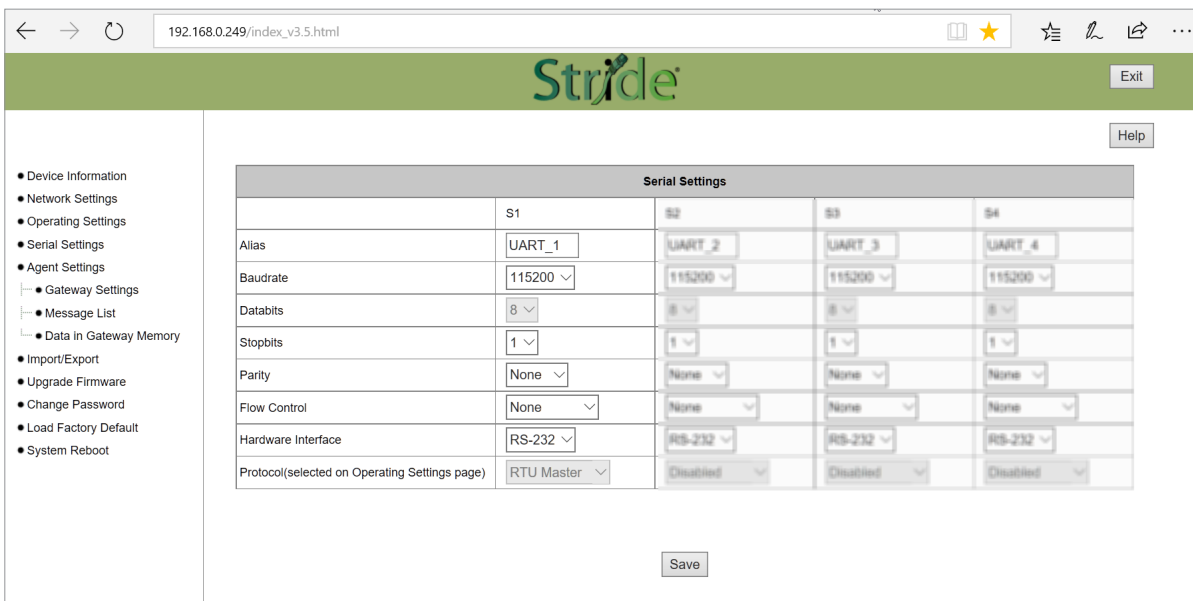 192.168.0.249/index_v3.5.html
Stride
Exit
Help
Device Information
Network Settings
Operating Settings
Serial Settings
Agent Settings
Gateway Settings
Message List
Data in Gateway Memory
Import/Export
Upgrade Firmware
Change Password
Load Factory Default
System Reboot
Serial Settings
S1 S2 S3 S4
Alias UART_1 UART_2 UART_3 UART_4
Baudrate 115200 115200 115200 115200
Databits 8 8 8 8
Stopbits 1 1 1 1
Parity None None None None
Flow Control None None None None
Hardware Interface RS-232 RS-232 RS-232 RS-232
Protocol(selected on Operating Settings page) RTU Master Disabled Disabled Disabled
Save